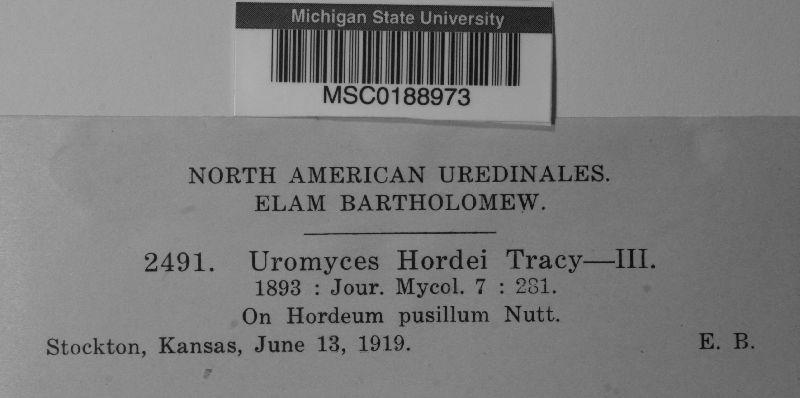 Michigan State University
MSC0188973
NORTH AMERICAN UREDINALES.
ELAM BARTHOLOMEW.
2491. Uromyces Hordei Tracy—III.
1893 : Jour. Mycol. 7 : 281.
On Hordeum pusillum Nutt.
Stockton, Kansas, June 13, 1919. E. B.